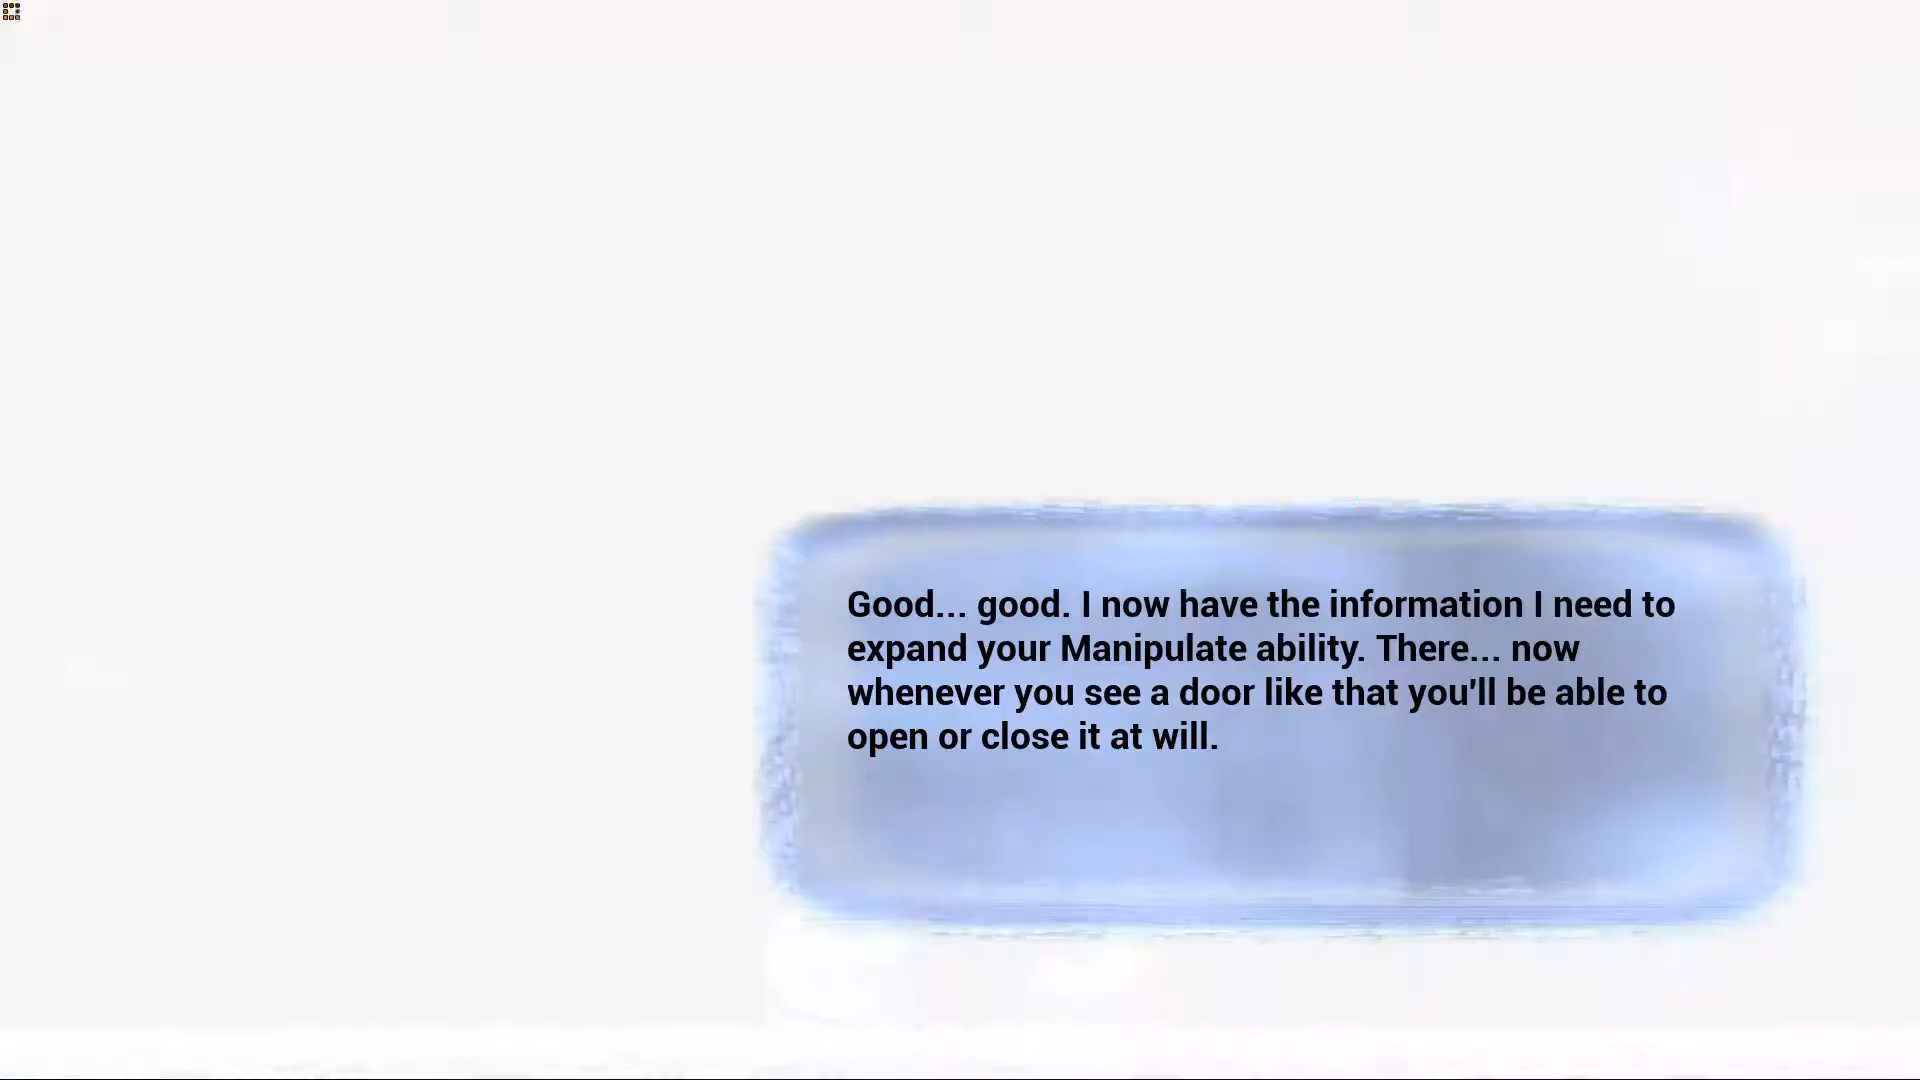 Good... good. I now have the information I need to
expand your Manipulate ability. There... now
whenever you see a door like that you'll be able to
open or close it at will.